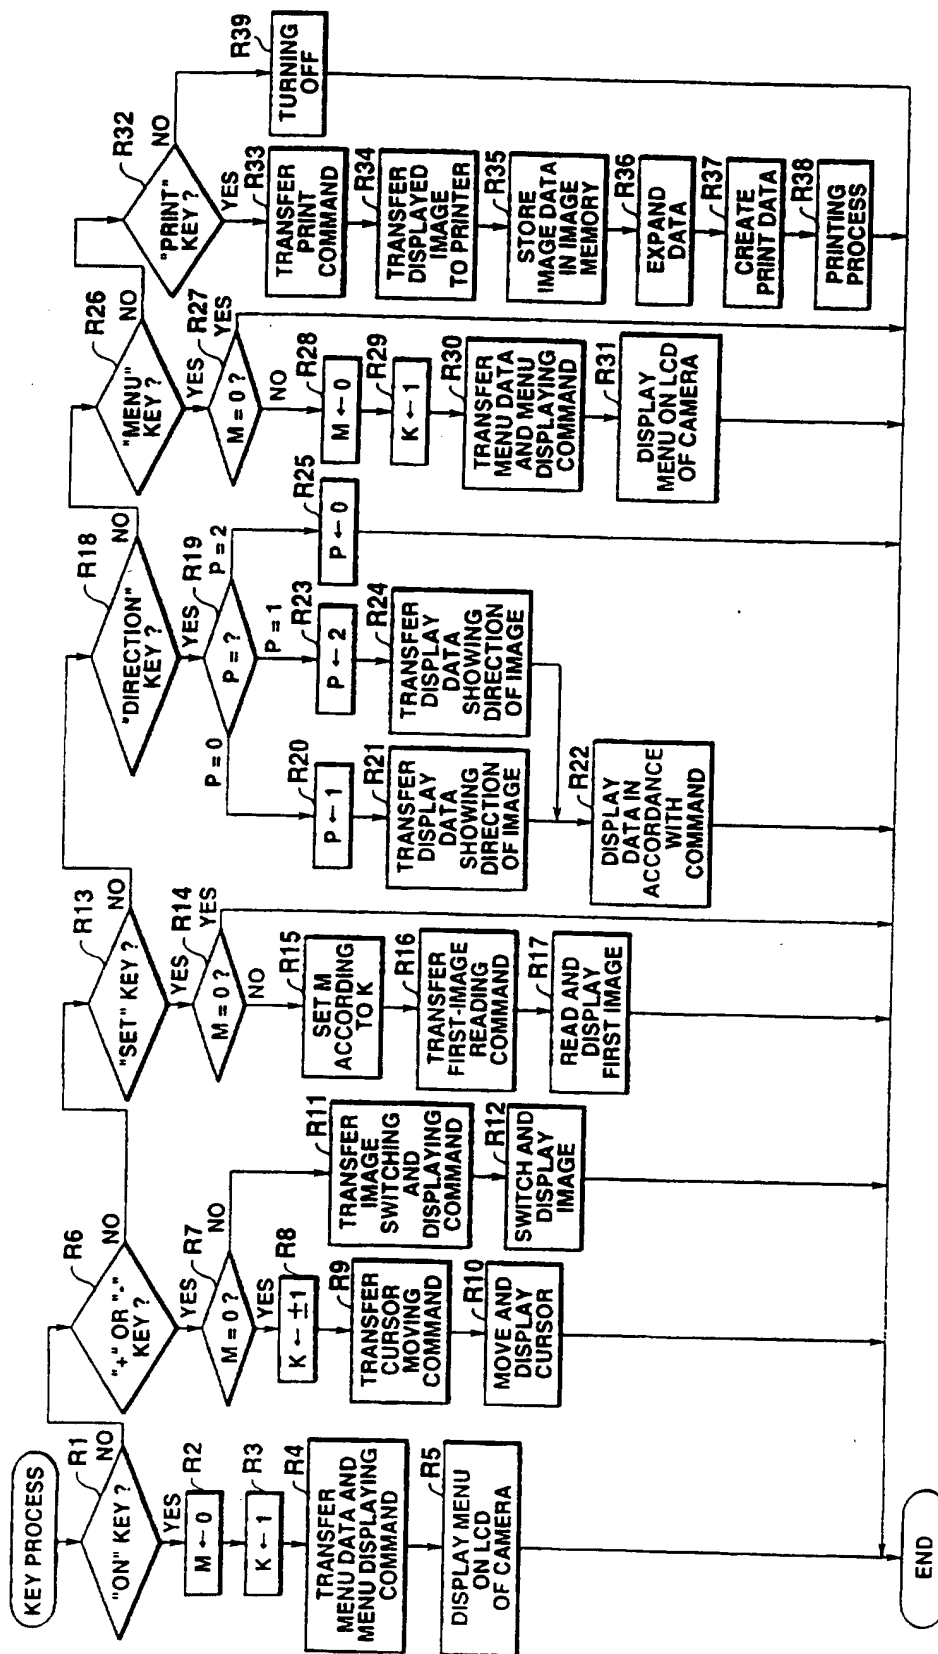 KEY PROCESS
R1
"ON" KEY ?
NO
YES
R2
M ← 0
R3
K ← 1
R4
TRANSFER
MENU DATA AND
MENU DISPLAYING
COMMAND
R5
DISPLAY MENU
ON LCD
OF CAMERA
R6
"+" OR "-"
KEY ?
NO
YES
R7
M = 0 ?
NO
YES
R8
K ← ±1
R9
TRANSFER
CURSOR
MOVING
COMMAND
R10
MOVE AND
DISPLAY
CURSOR
R11
TRANSFER
IMAGE
SWITCHING
AND
DISPLAYING
COMMAND
R12
SWITCH AND
DISPLAY
IMAGE
R13
"SET" KEY ?
NO
YES
R14
M = 0 ?
YES
NO
R15
SET M
ACCORDING
TO K
R16
TRANSFER
FIRST-IMAGE
READING
COMMAND
R17
READ AND
DISPLAY
FIRST IMAGE
R18
"DIRECTION"
KEY ?
NO
YES
R19
P = ?
P = 0
P = 1
P = 2
R20
P ← 1
R21
TRANSFER
DISPLAY
DATA
SHOWING
DIRECTION
OF IMAGE
R22
DISPLAY
DATA IN
ACCORDANCE
WITH
COMMAND
R23
P ← 2
R24
TRANSFER
DISPLAY
DATA
SHOWING
DIRECTION
OF IMAGE
R25
P ← 0
R26
"MENU"
KEY ?
NO
YES
R27
M = 0 ?
YES
NO
R28
M ← 0
R29
K ← 1
R30
TRANSFER
MENU DATA
AND MENU
DISPLAYING
COMMAND
R31
DISPLAY
MENU ON LCD
OF CAMERA
R32
"PRINT"
KEY ?
NO
YES
R33
TRANSFER
PRINT
COMMAND
R34
TRANSFER
DISPLAYED
IMAGE
TO PRINTER
R35
STORE
IMAGE DATA
IN IMAGE
MEMORY
R36
EXPAND
DATA
R37
CREATE
PRINT DATA
R38
PRINTING
PROCESS
R39
TURNING
OFF
END